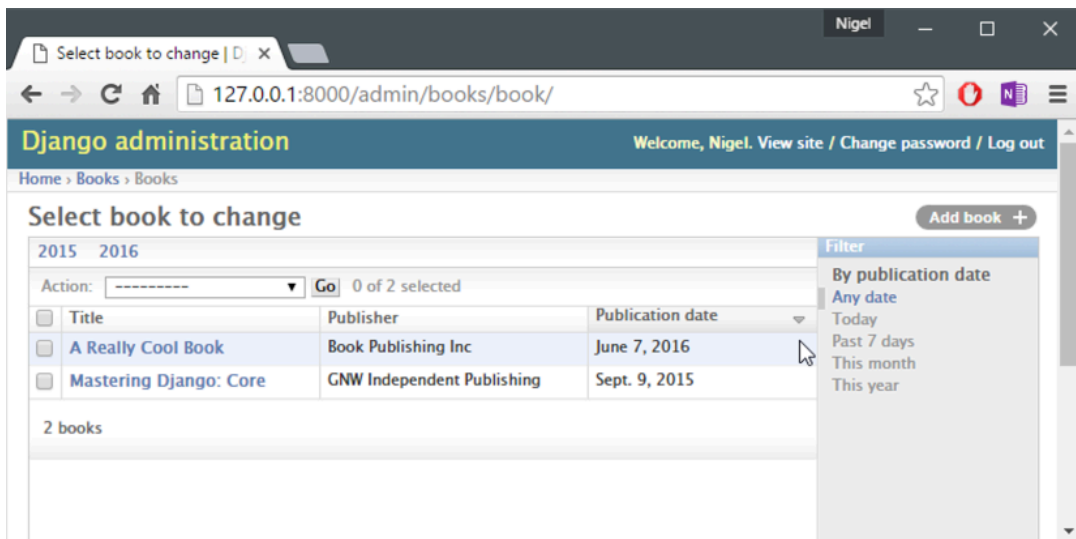 Nigel
Select book to change | Dj
127.0.0.1:8000/admin/books/book/
Django administration
Welcome, Nigel. View site / Change password / Log out
Home › Books › Books
Select book to change
Add book +
2015 2016
Action: --------- Go 0 of 2 selected
Title Publisher Publication date
A Really Cool Book Book Publishing Inc June 7, 2016
Mastering Django: Core GNW Independent Publishing Sept. 9, 2015
2 books
Filter
By publication date
Any date
Today
Past 7 days
This month
This year